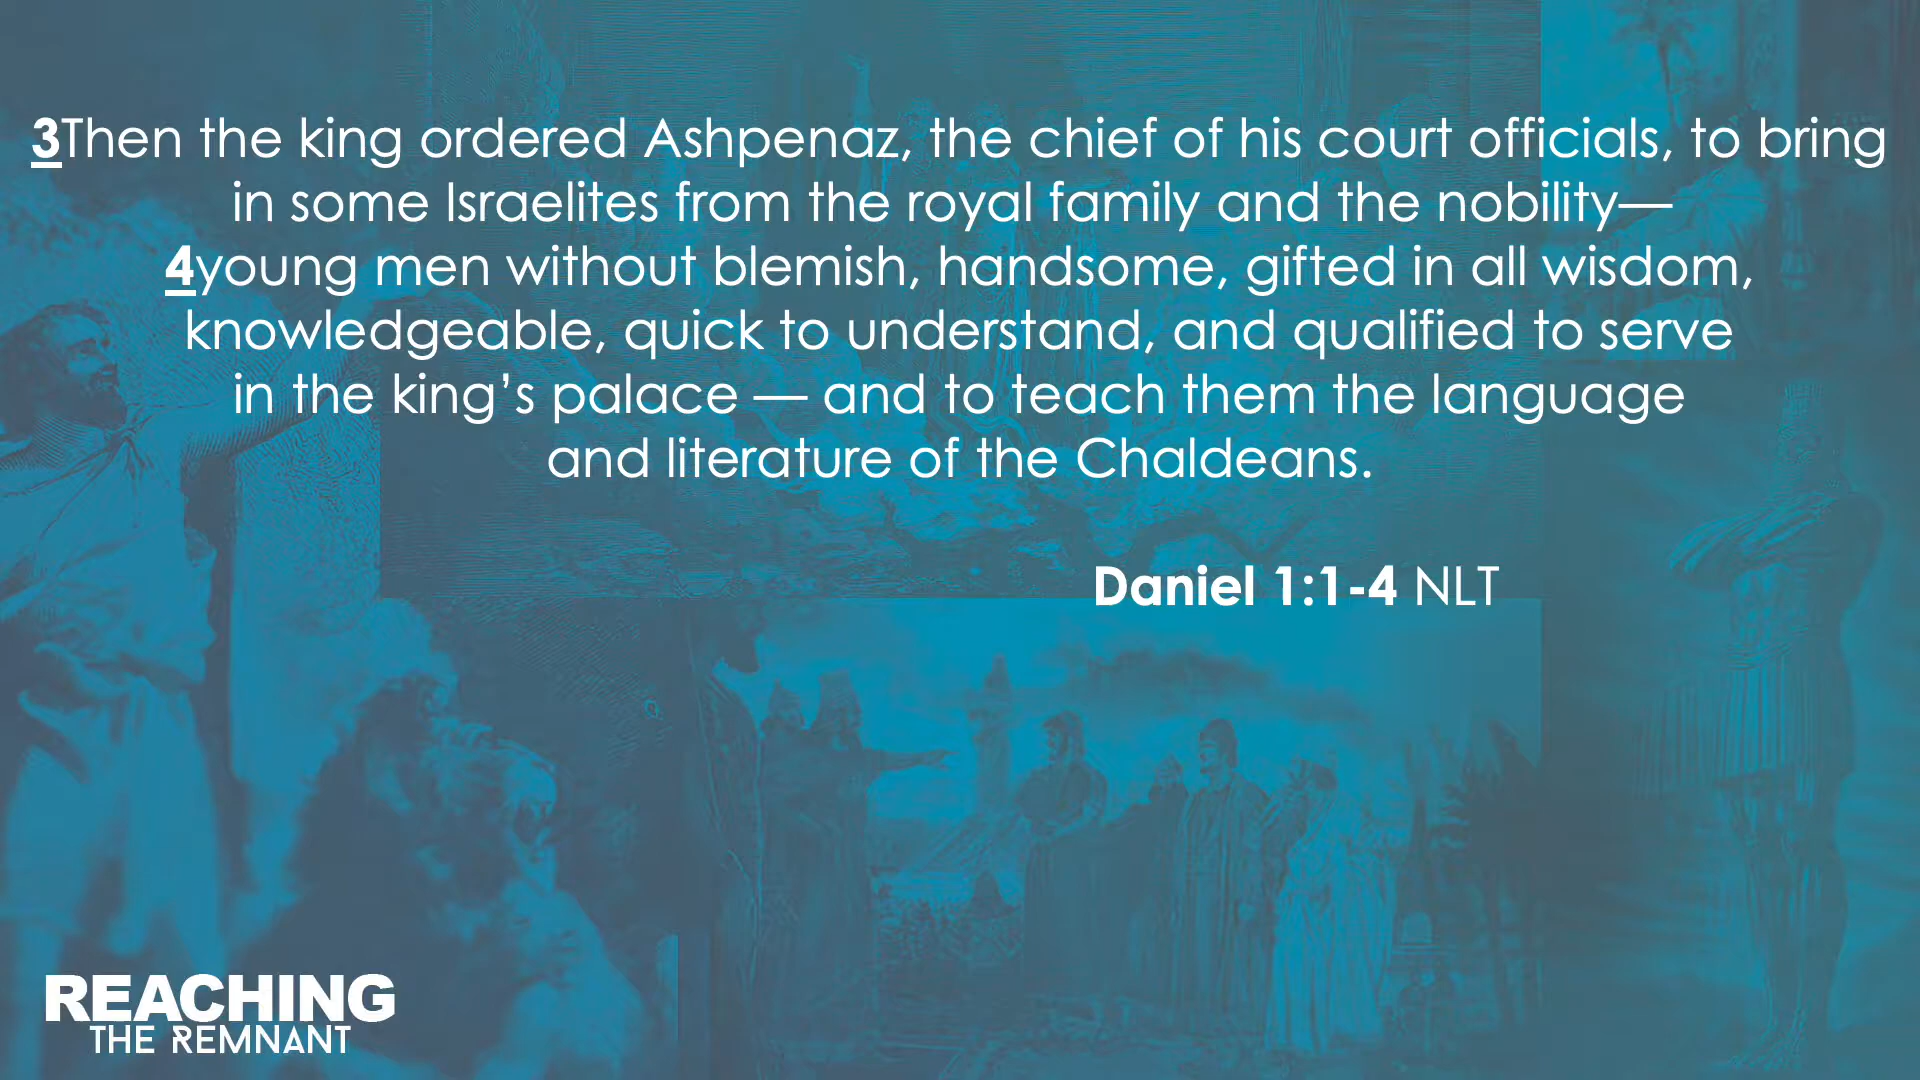 3Then the king ordered Ashpenaz, the chief of his court officials, to bring
in some Israelites from the royal family and the nobility—
4young men without blemish, handsome, gifted in all wisdom,
knowledgeable, quick to understand, and qualified to serve
in the king’s palace — and to teach them the language
and literature of the Chaldeans.
Daniel 1:1-4 NLT
REACHING
THE REMNANT